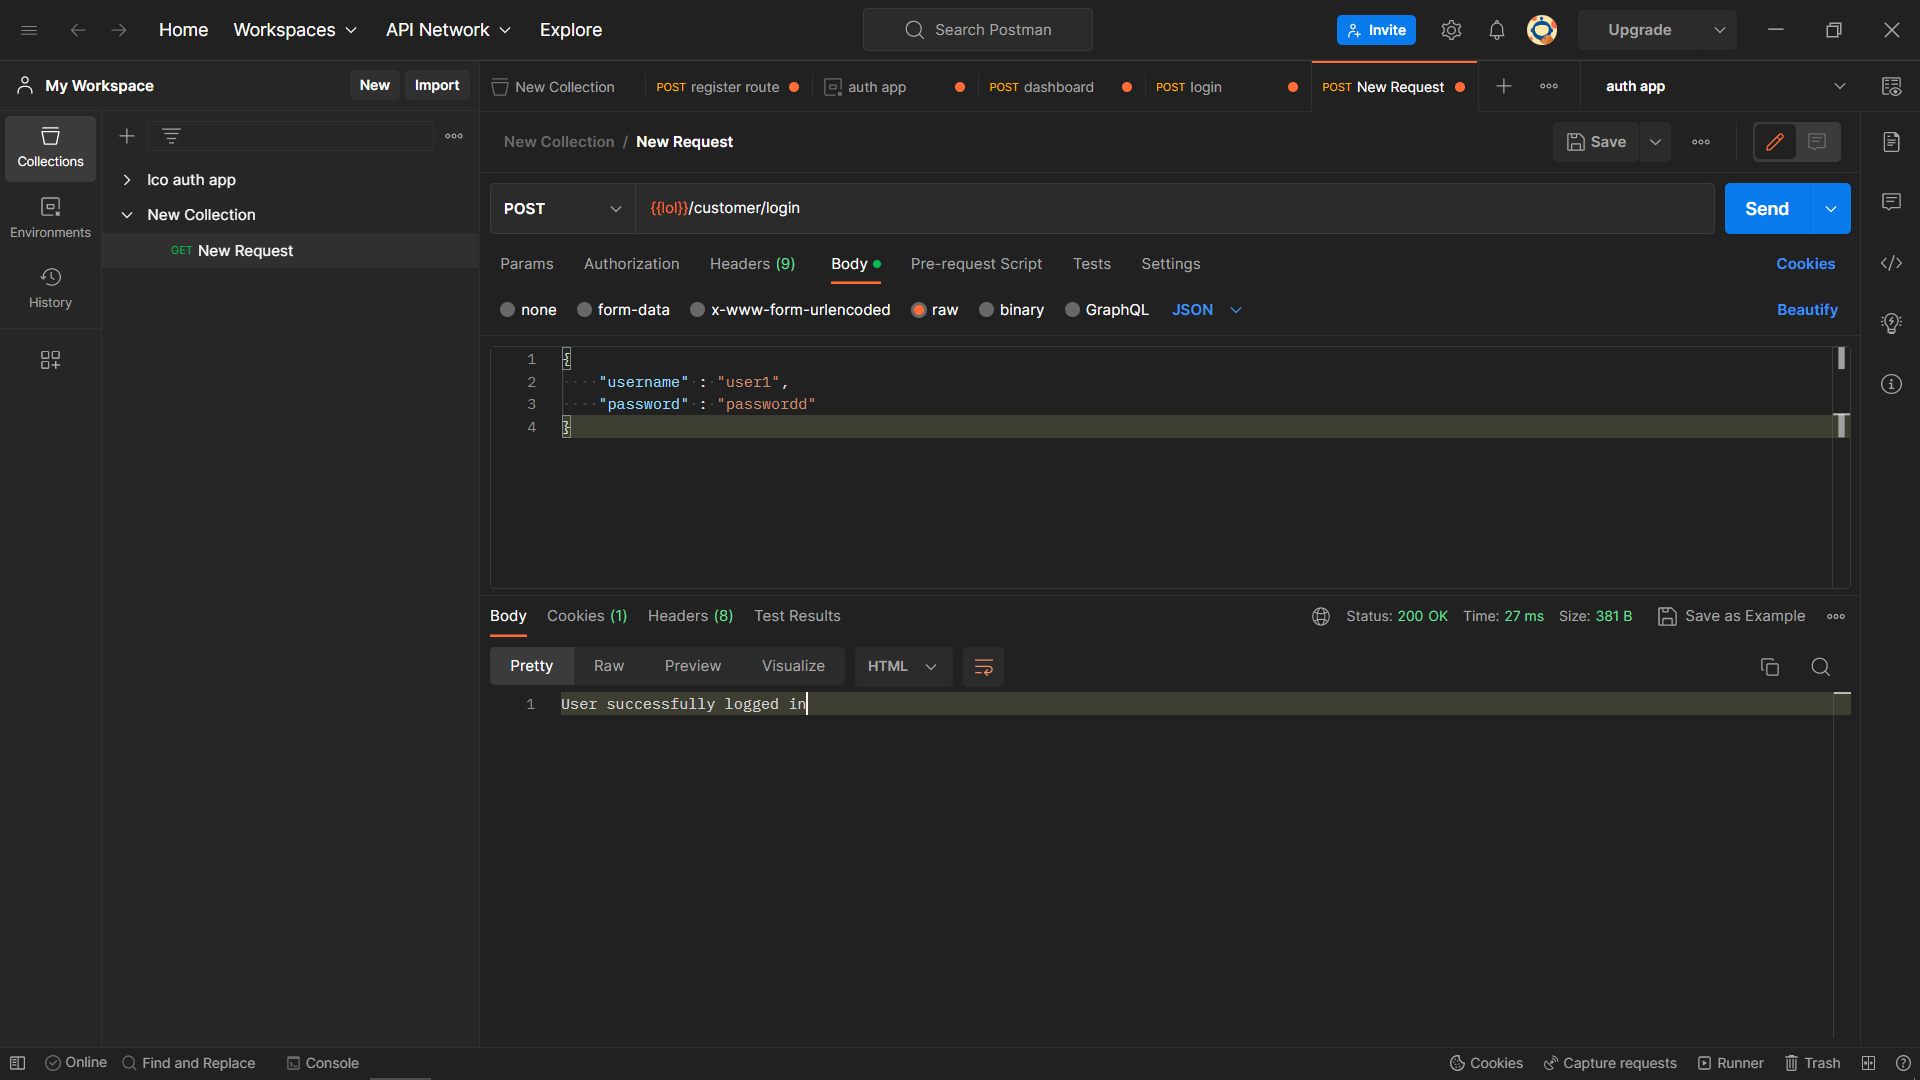 Home Workspaces API Network Explore Search Postman Invite Upgrade
My Workspace New Import New Collection POST register route auth app POST dashboard POST login POST New Request auth app
Collections
Environments
History
lco auth app
New Collection
GET New Request
New Collection / New Request Save
POST {{lol}}/customer/login Send
Params Authorization Headers (9) Body Pre-request Script Tests Settings Cookies
none form-data x-www-form-urlencoded raw binary GraphQL JSON Beautify
1 {
2 "username" : "user1",
3 "password" : "passwordd"
4 }
Body Cookies (1) Headers (8) Test Results Status: 200 OK Time: 27 ms Size: 381 B Save as Example
Pretty Raw Preview Visualize HTML
1 User successfully logged in
Online Find and Replace Console Cookies Capture requests Runner Trash